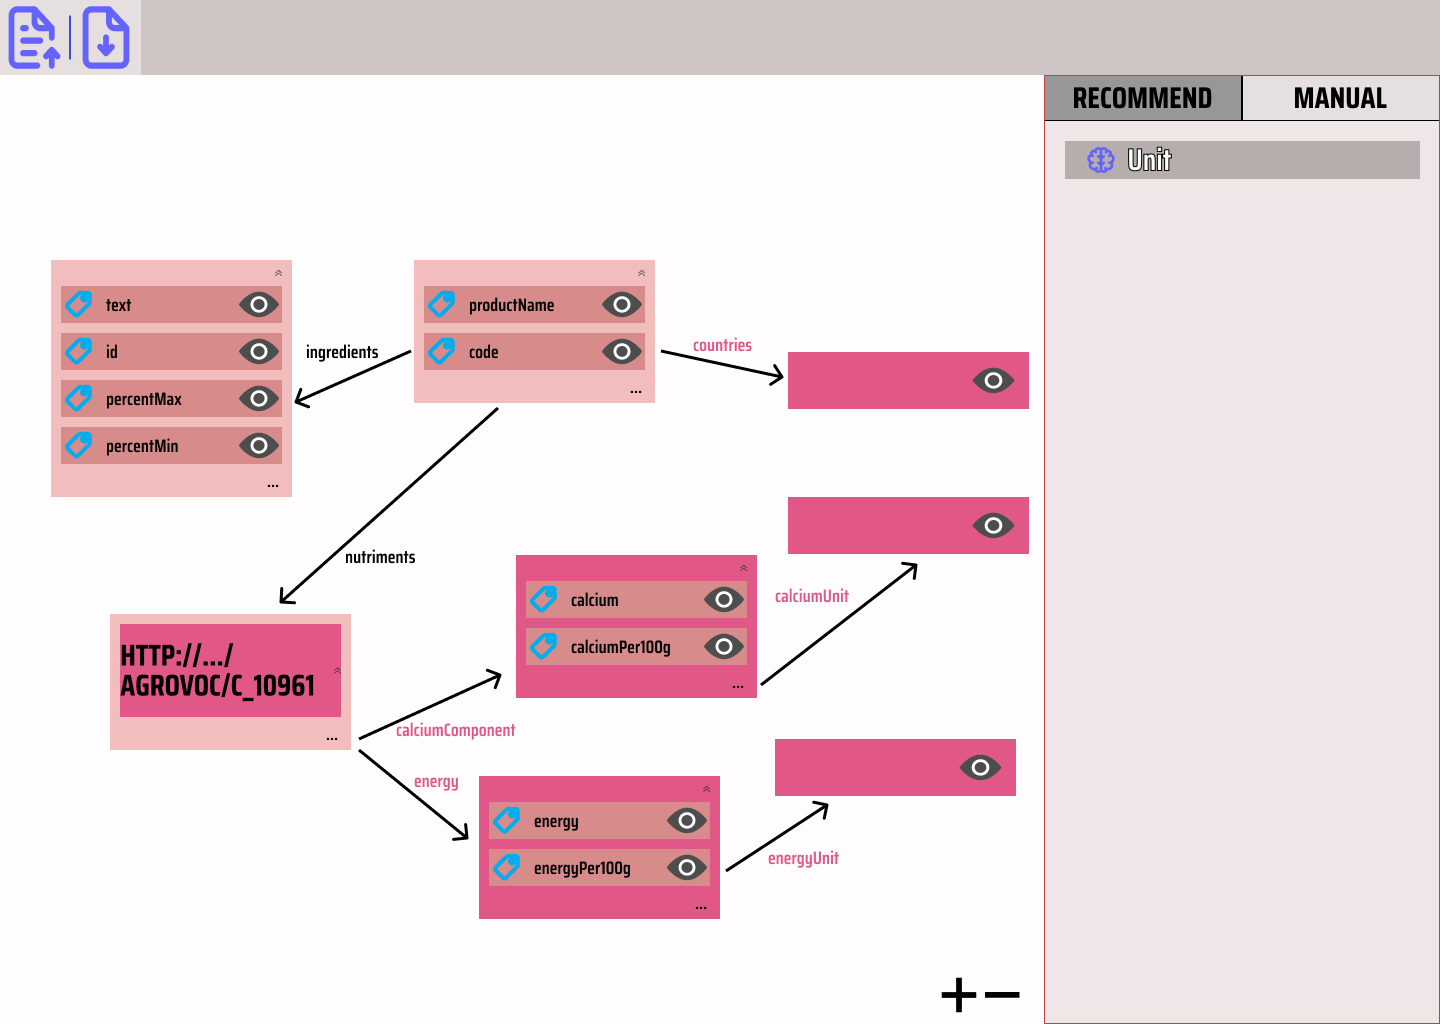 RECOMMEND
MANUAL
Unit
text
id
percentMax
percentMin
...
ingredients
productName
code
...
countries
nutriments
HTTP://.../
AGROVOC/C_10961
...
calciumComponent
energy
calcium
calciumPer100g
...
calciumUnit
energy
energyPer100g
...
energyUnit